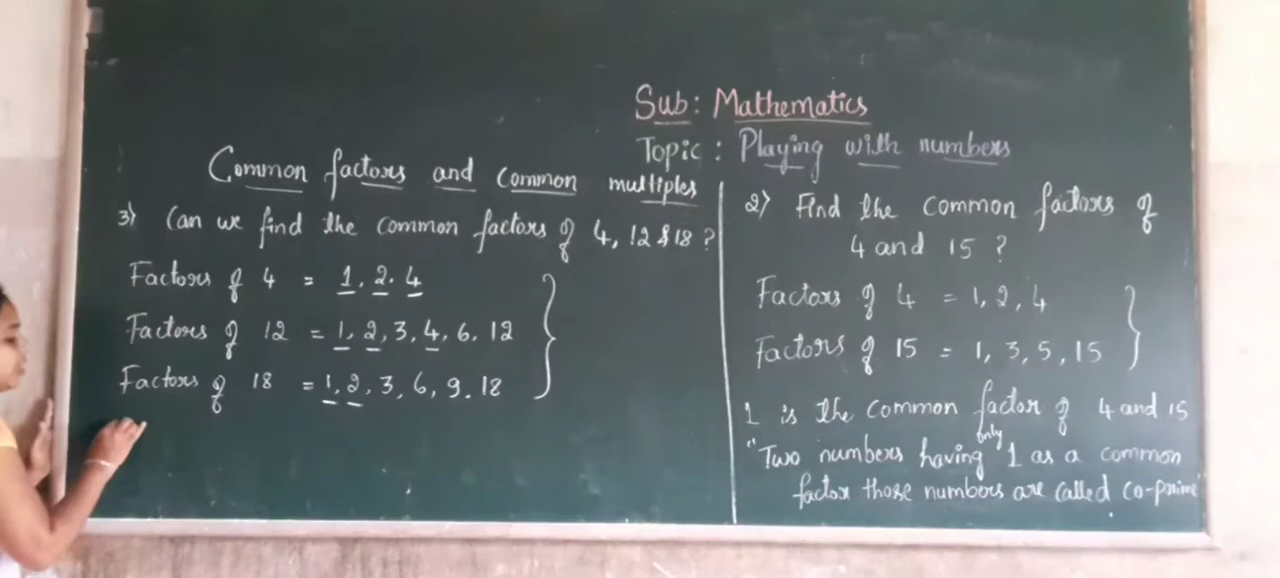 Sub: Mathematics
Topic: Playing with numbers
Common factors and common multiples
3) Can we find the common factors of 4, 12 & 18 ?
Factors of 4 = 1, 2, 4
Factors of 12 = 1, 2, 3, 4, 6, 12
Factors of 18 = 1, 2, 3, 6, 9, 18
2) Find the common factors of
4 and 15 ?
Factors of 4 = 1, 2, 4
Factors of 15 = 1, 3, 5, 15
1 is the common factor of 4 and 15
"Two numbers having only 1 as a common
factor those numbers are called co-prime"